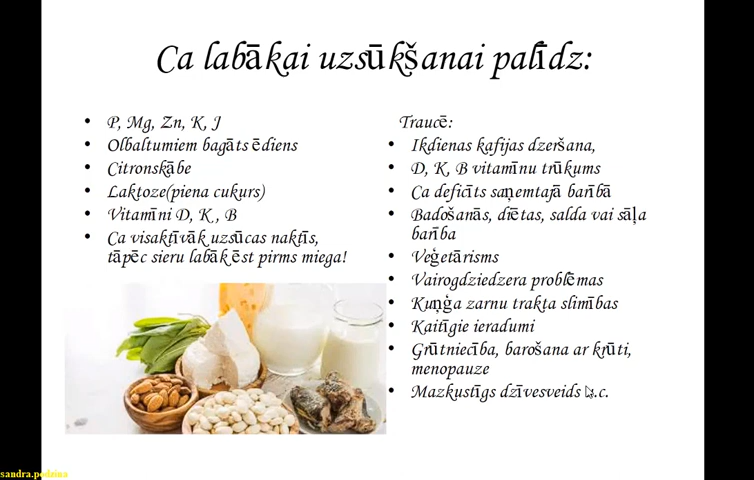 Ca labākai uzsūkšanai palīdz:
• P, Mg, Zn, K, J
• Olbaltumiem bagāts ēdiens
• Citronskābe
• Laktoze(piena cukurs)
• Vitamīni D, K , B
• Ca visaktīvāk uzsūcas naktīs,
tāpēc sieru labāk ēst pirms miega!
Traucē:
• Ikdienas kafijas dzeršana,
• D, K, B vitamīnu trūkums
• Ca deficīts saņemtajā barībā
• Badošanās, diētas, salda vai sāļa
barība
• Veģetārisms
• Vairogdziedzera problēmas
• Kuņģa zarnu trakta slimības
• Kaitīgie ieradumi
• Grūtniecība, barošana ar krūti,
menopauze
• Mazkustīgs dzīvesveids u.c.
sandra.podzina